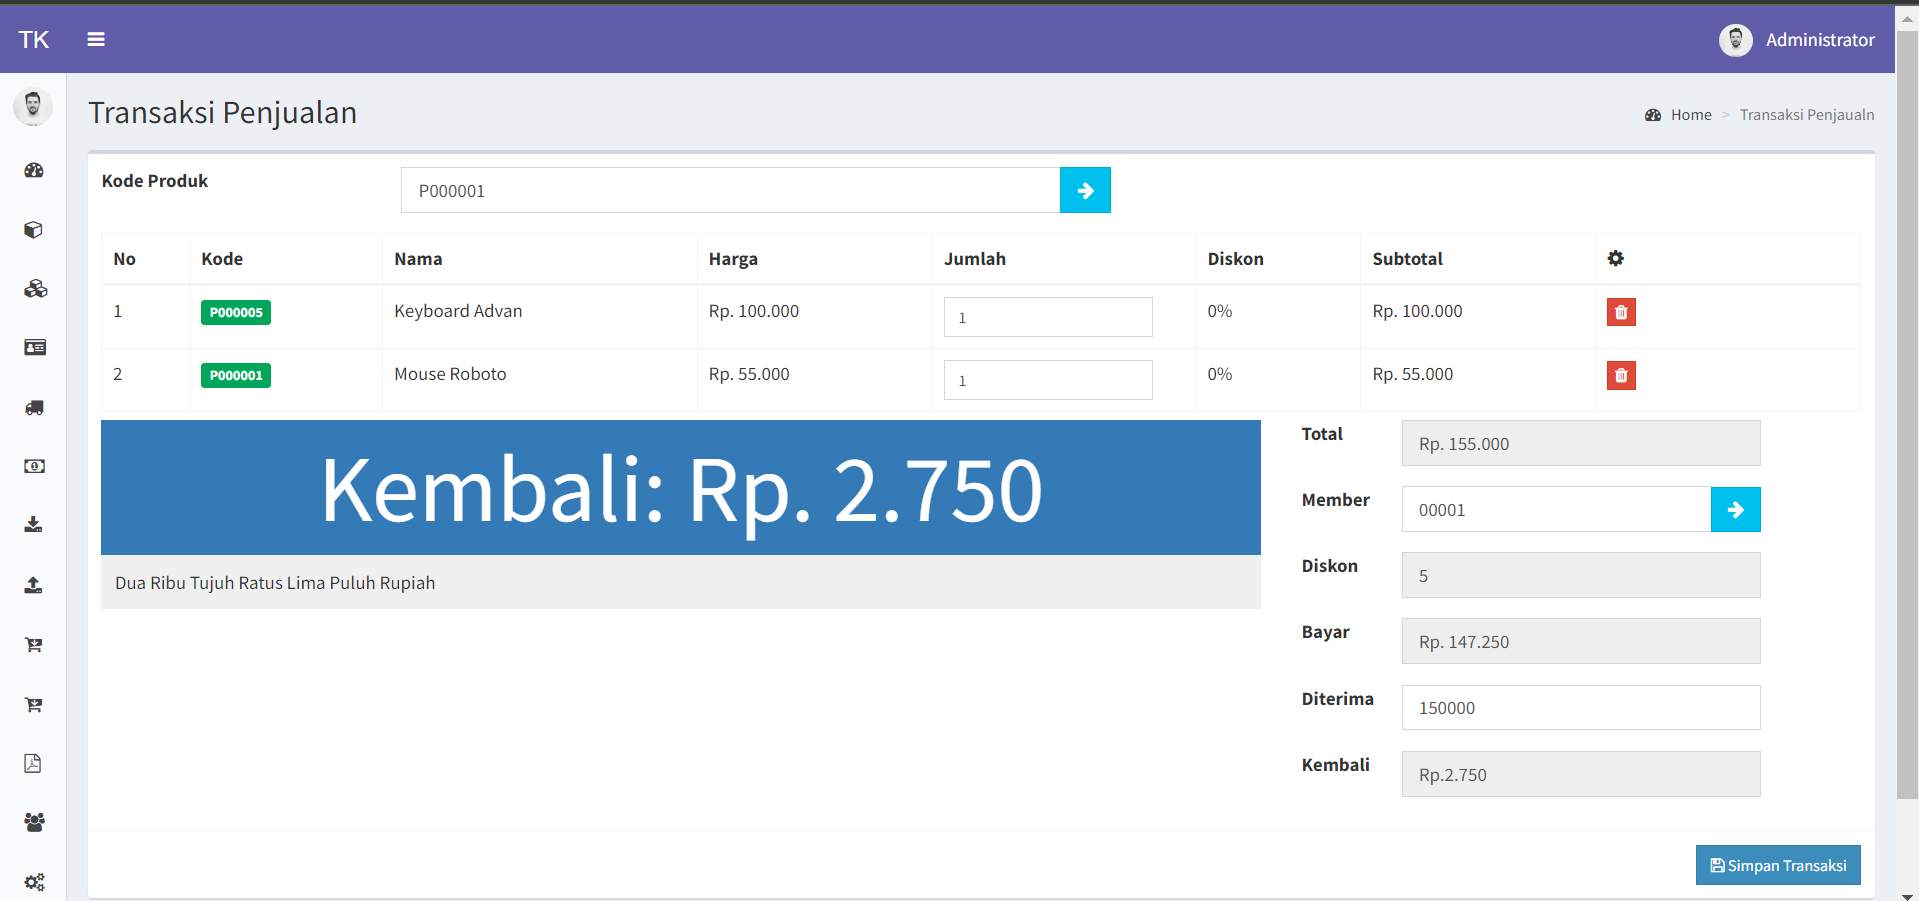 TK
Administrator
Transaksi Penjualan
Home > Transaksi Penjaualn
Kode Produk
P000001
No Kode Nama Harga Jumlah Diskon Subtotal
1 P000005 Keyboard Advan Rp. 100.000 1 0% Rp. 100.000
2 P000001 Mouse Roboto Rp. 55.000 1 0% Rp. 55.000
Kembali: Rp. 2.750
Dua Ribu Tujuh Ratus Lima Puluh Rupiah
Total Rp. 155.000
Member 00001
Diskon 5
Bayar Rp. 147.250
Diterima 150000
Kembali Rp.2.750
Simpan Transaksi